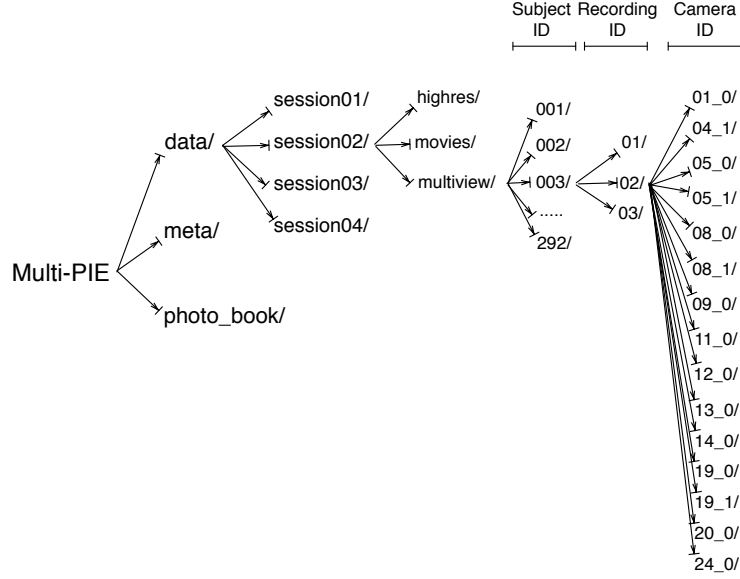 Subject Recording Camera
ID ID ID
Multi-PIE
data/
meta/
photo_book/
session01/
session02/
session03/
session04/
highres/
movies/
multiview/
001/
002/
003/
.....
292/
01/
02/
03/
01_0/
04_1/
05_0/
05_1/
08_0/
08_1/
09_0/
11_0/
12_0/
13_0/
14_0/
19_0/
19_1/
20_0/
24_0/